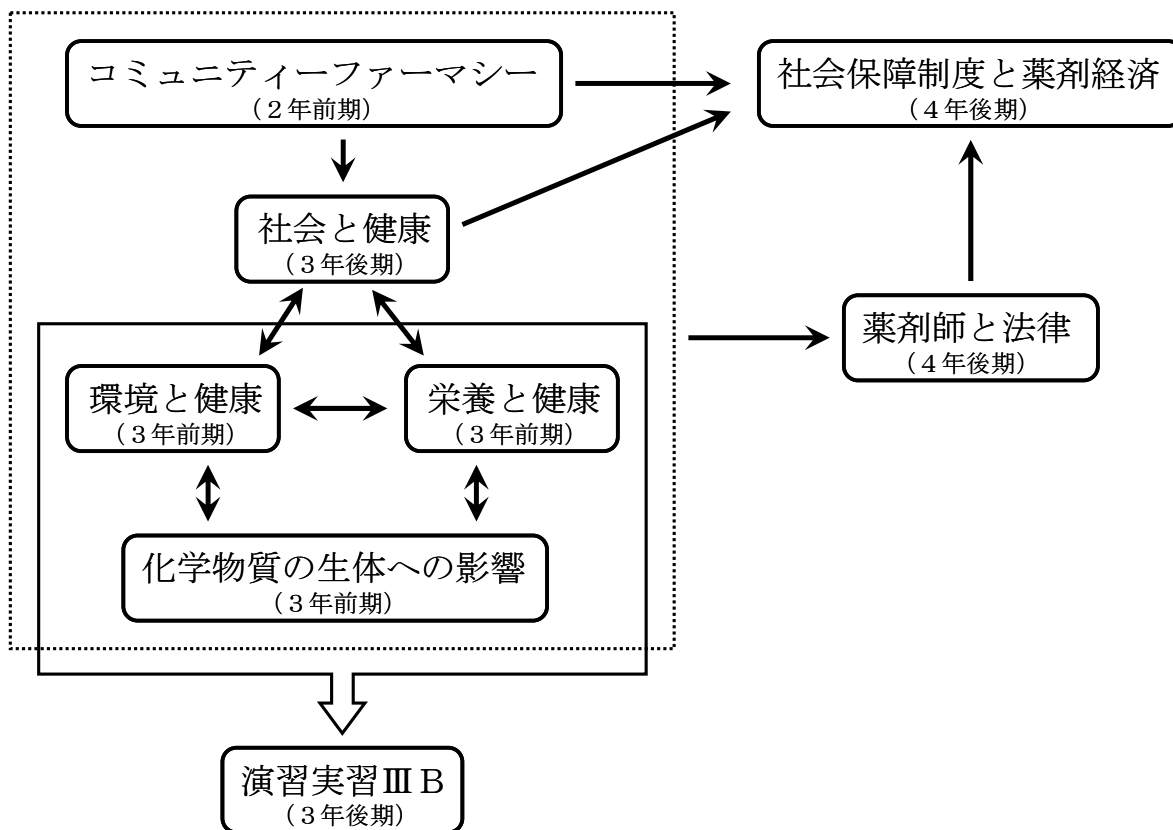 コミュニティーファーマシー
（２年前期）
社会保障制度と薬剤経済
（４年後期）
社会と健康
（３年後期）
薬剤師と法律
（４年後期）
環境と健康
（３年前期）
栄養と健康
（３年前期）
化学物質の生体への影響
（３年前期）
演習実習ⅢＢ
（３年後期）